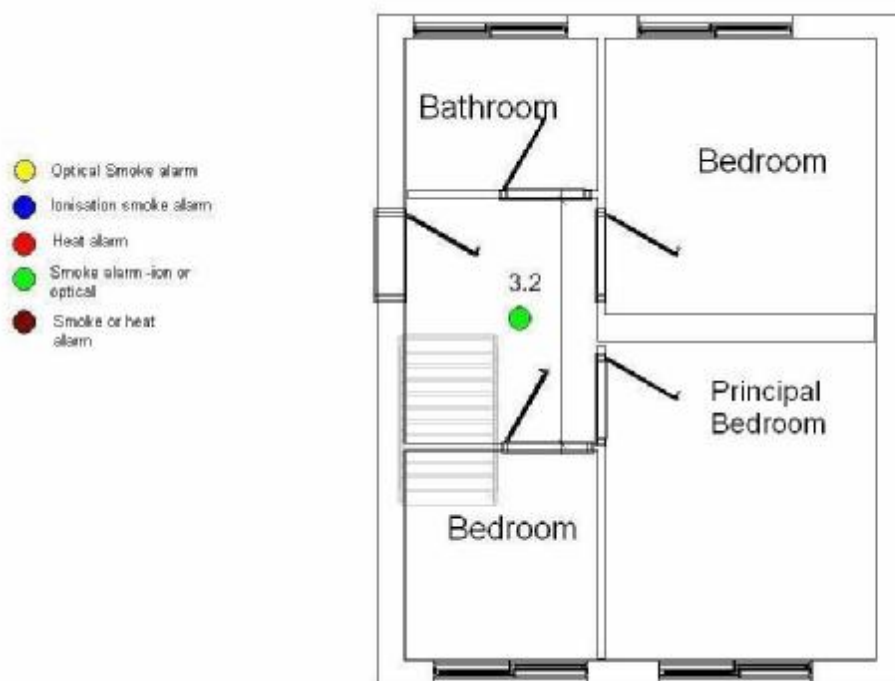 Optical Smoke alarm
Ionisation smoke alarm
Heat alarm
Smoke alarm -ion or
optical
Smoke or heat
alarm
Bathroom
Bedroom
3.2
Principal
Bedroom
Bedroom